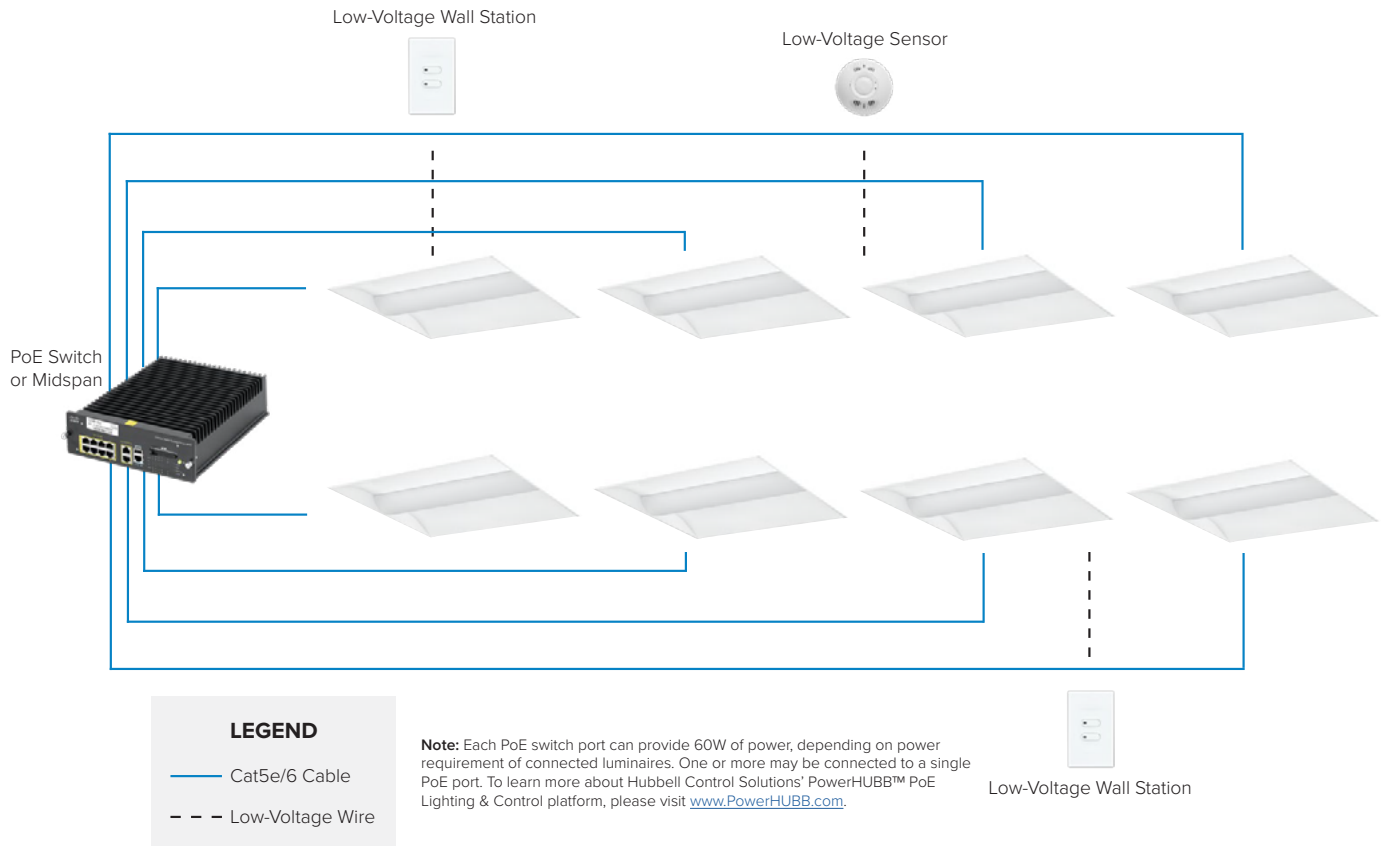 Low-Voltage Wall Station
Low-Voltage Sensor
PoE Switch
or Midspan
LEGEND
Cat5e/6 Cable
Low-Voltage Wire
Note: Each PoE switch port can provide 60W of power, depending on power
requirement of connected luminaires. One or more may be connected to a single
PoE port. To learn more about Hubbell Control Solutions' PowerHUBB™ PoE
Lighting & Control platform, please visit www.PowerHUBB.com.
Low-Voltage Wall Station